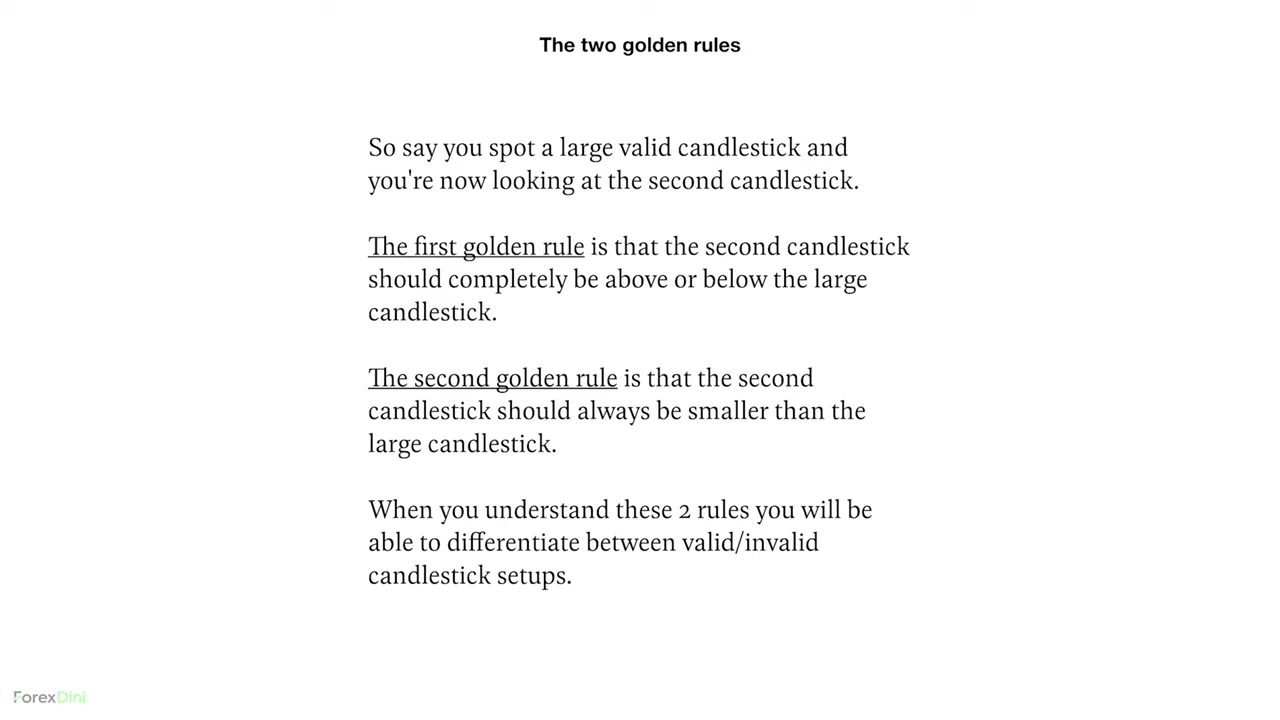 The two golden rules
So say you spot a large valid candlestick and
you're now looking at the second candlestick.
The first golden rule is that the second candlestick
should completely be above or below the large
candlestick.
The second golden rule is that the second
candlestick should always be smaller than the
large candlestick.
When you understand these 2 rules you will be
able to differentiate between valid/invalid
candlestick setups.
ForexDini